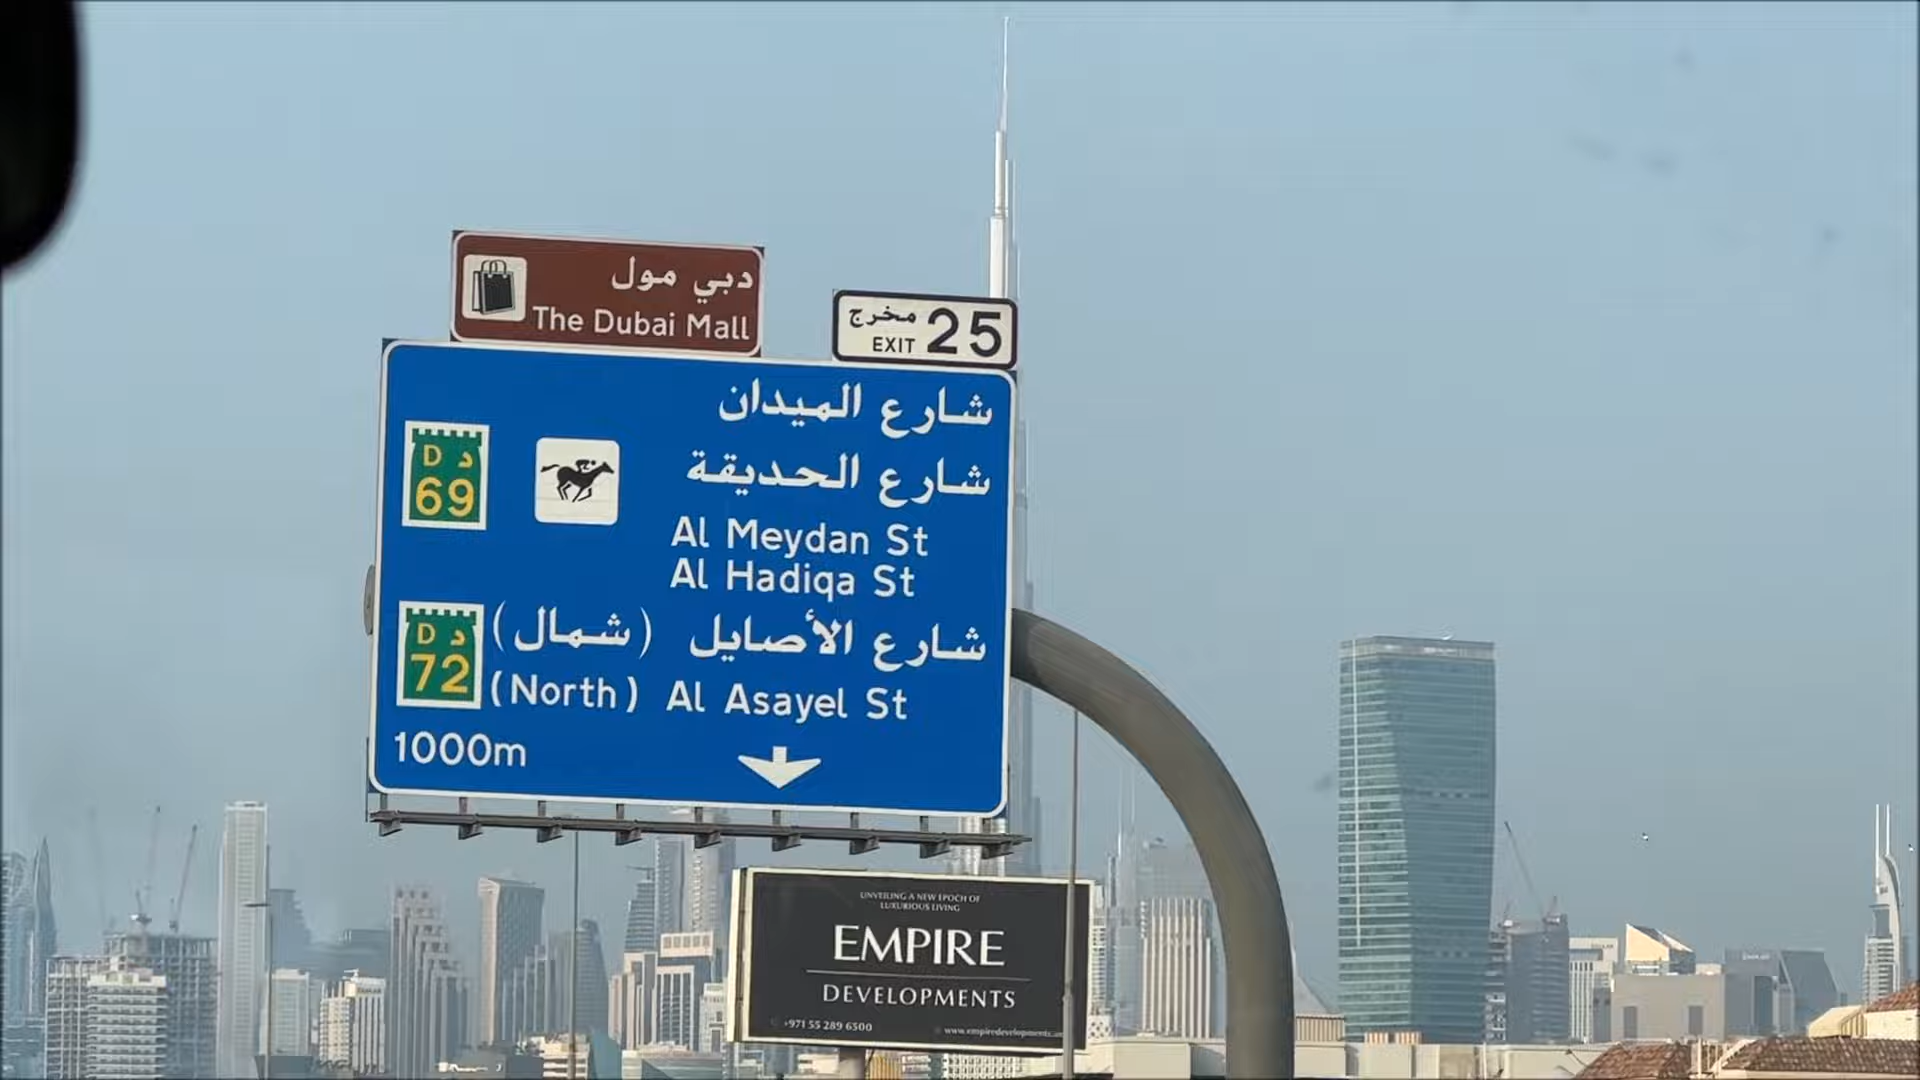 دبي مول
The Dubai Mall
مخرج
EXIT 25
شارع الميدان
شارع الحديقة
D د
69
Al Meydan St
Al Hadiqa St
شارع الأصايل (شمال)
D د
72
(North) Al Asayel St
1000m
UNVEILING A NEW EPOCH OF
LUXURIOUS LIVING
EMPIRE
DEVELOPMENTS
+971 55 289 6500
www.empiredevelopments.